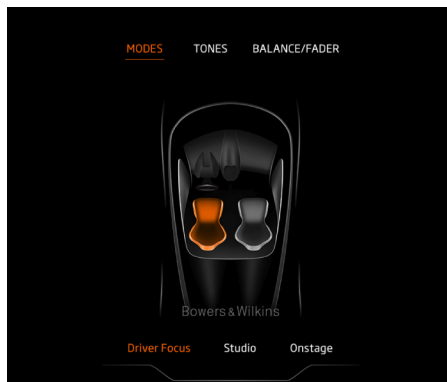 MODES TONES BALANCE/FADER
Bowers & Wilkins
Driver Focus Studio Onstage